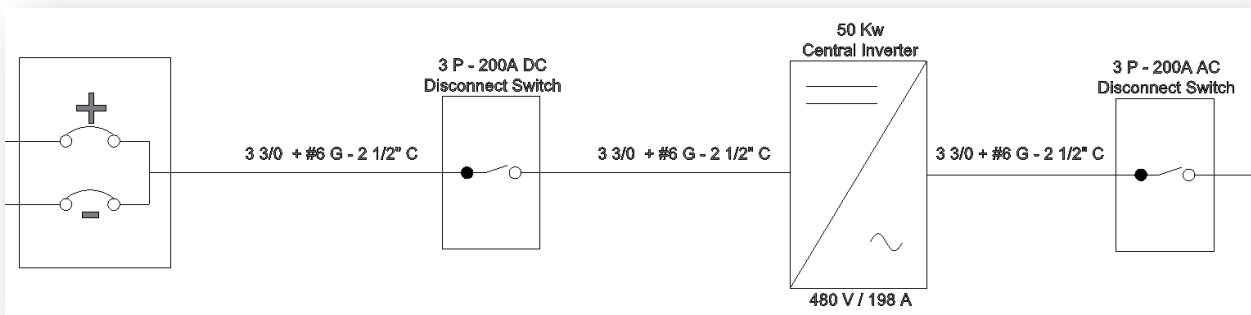 50 Kw
Central Inverter
3 P - 200A DC
Disconnect Switch
3 P - 200A AC
Disconnect Switch
+
3 3/0 + #6 G - 2 1/2" C
3 3/0 + #6 G - 2 1/2" C
3 3/0 + #6 G - 2 1/2" C
-
480 V / 198 A